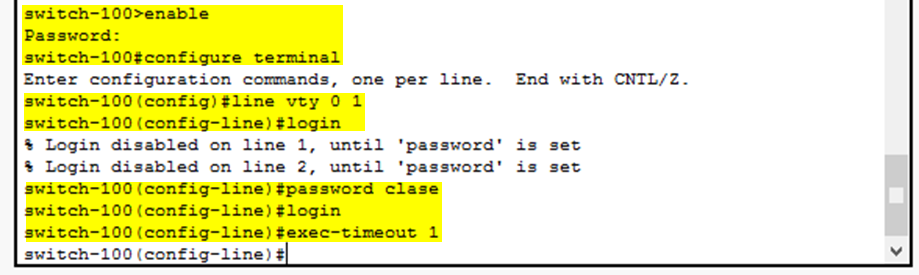 switch-100>enable
Password:
switch-100#configure terminal
Enter configuration commands, one per line.  End with CNTL/Z.
switch-100(config)#line vty 0 1
switch-100(config-line)#login
% Login disabled on line 1, until 'password' is set
% Login disabled on line 2, until 'password' is set
switch-100(config-line)#password clase
switch-100(config-line)#login
switch-100(config-line)#exec-timeout 1
switch-100(config-line)#